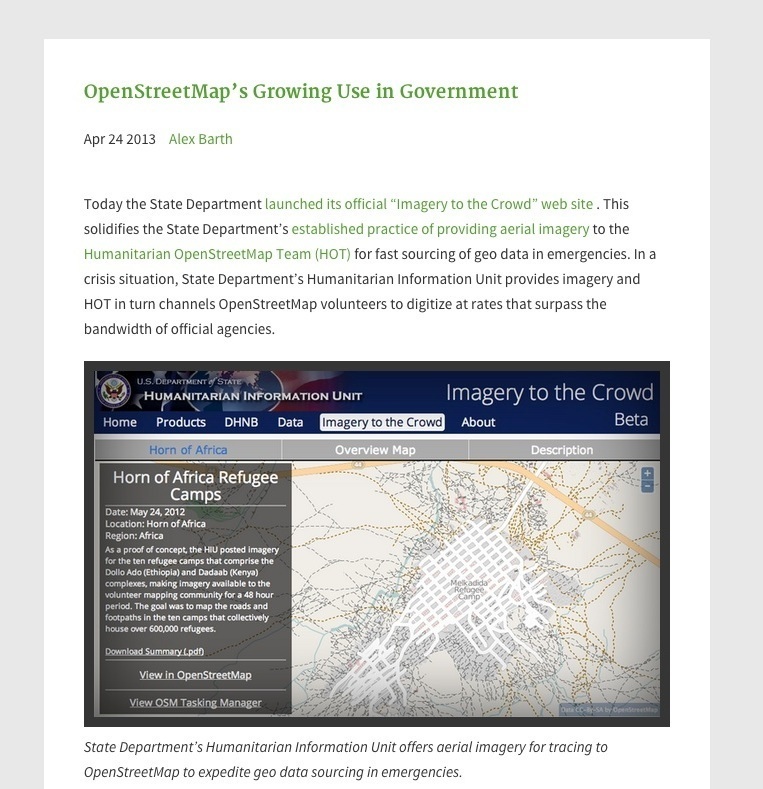 OpenStreetMap’s Growing Use in Government
Apr 24 2013 Alex Barth
Today the State Department launched its official “Imagery to the Crowd” web site . This
solidifies the State Department’s established practice of providing aerial imagery to the
Humanitarian OpenStreetMap Team (HOT) for fast sourcing of geo data in emergencies. In a
crisis situation, State Department’s Humanitarian Information Unit provides imagery and
HOT in turn channels OpenStreetMap volunteers to digitize at rates that surpass the
bandwidth of official agencies.
U.S. Department of State
Humanitarian Information Unit
Imagery to the Crowd
Beta
Home Products DHNB Data Imagery to the Crowd About
Horn of Africa Overview Map Description
Horn of Africa Refugee
Camps
Date: May 24, 2012
Location: Horn of Africa
Region: Africa
As a proof of concept, the HIU posted imagery
for the ten refugee camps that comprise the
Dollo Ado (Ethiopia) and Dadaab (Kenya)
complexes, making imagery available to the
volunteer mapping community for a 48 hour
period. The goal was to map the roads and
footpaths in the ten camps that collectively
house over 600,000 refugees.
Download Summary (.pdf)
View in OpenStreetMap
View OSM Tasking Manager
44
+
-
Melkadida
Refugee
Camp
Data CC-By-SA by OpenStreetMap
State Department’s Humanitarian Information Unit offers aerial imagery for tracing to
OpenStreetMap to expedite geo data sourcing in emergencies.